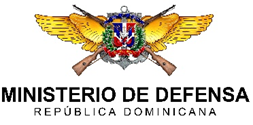 MINISTERIO DE DEFENSA
REPÚBLICA DOMINICANA